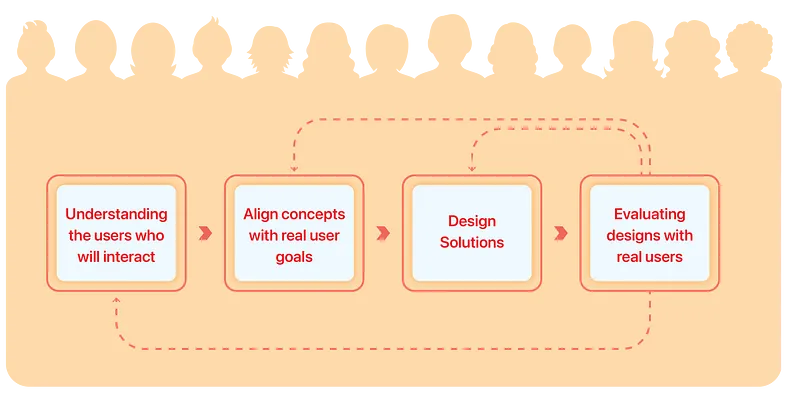 Understanding
the users who
will interact
Align concepts
with real user
goals
Design
Solutions
Evaluating
designs with
real users